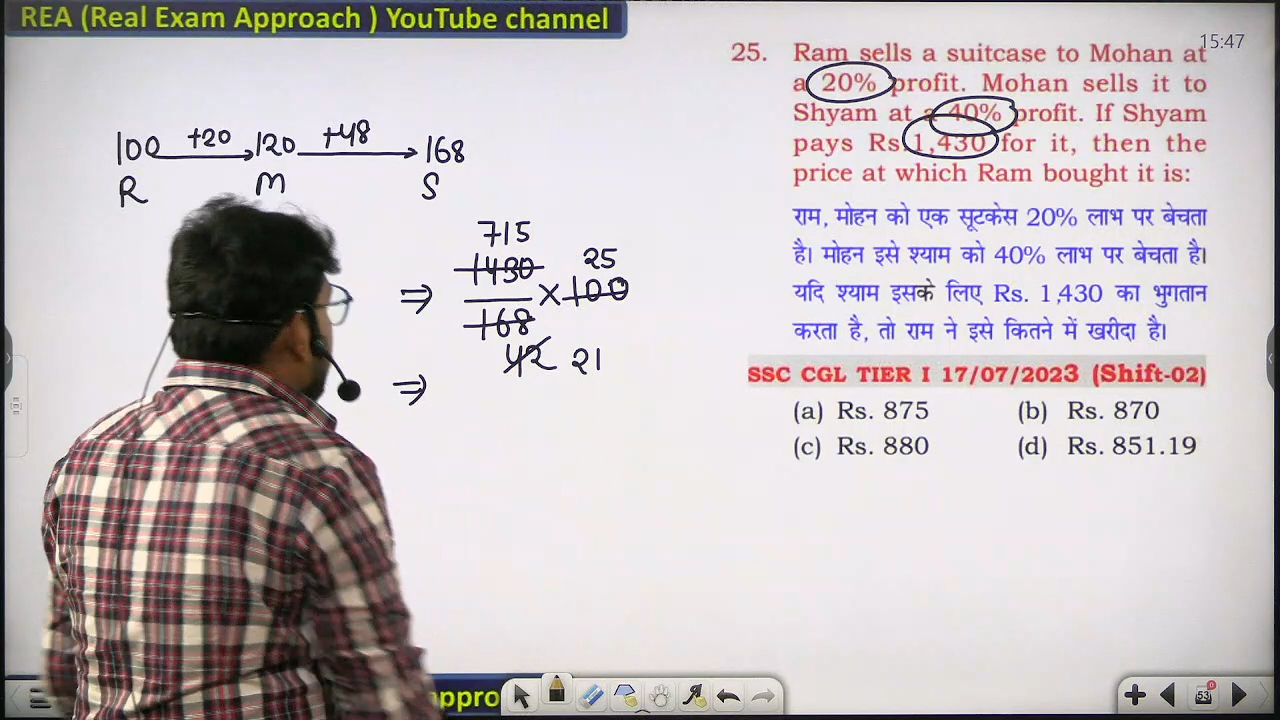 REA (Real Exam Approach ) YouTube channel
15:47
25. Ram sells a suitcase to Mohan at
a 20% profit. Mohan sells it to
Shyam at a 40% profit. If Shyam
pays Rs.1,430 for it, then the
price at which Ram bought it is:
राम, मोहन को एक सूटकेस 20% लाभ पर बेचता
है। मोहन इसे श्याम को 40% लाभ पर बेचता है।
यदि श्याम इसके लिए Rs. 1,430 का भुगतान
करता है, तो राम ने इसे कितने में खरीदा है।
SSC CGL TIER I 17/07/2023 (Shift-02)
(a) Rs. 875 (b) Rs. 870
(c) Rs. 880 (d) Rs. 851.19
+20 +48
100 120 168
R M S
715
1430 25
⇒ × 100
168
42 21
⇒
appro
53